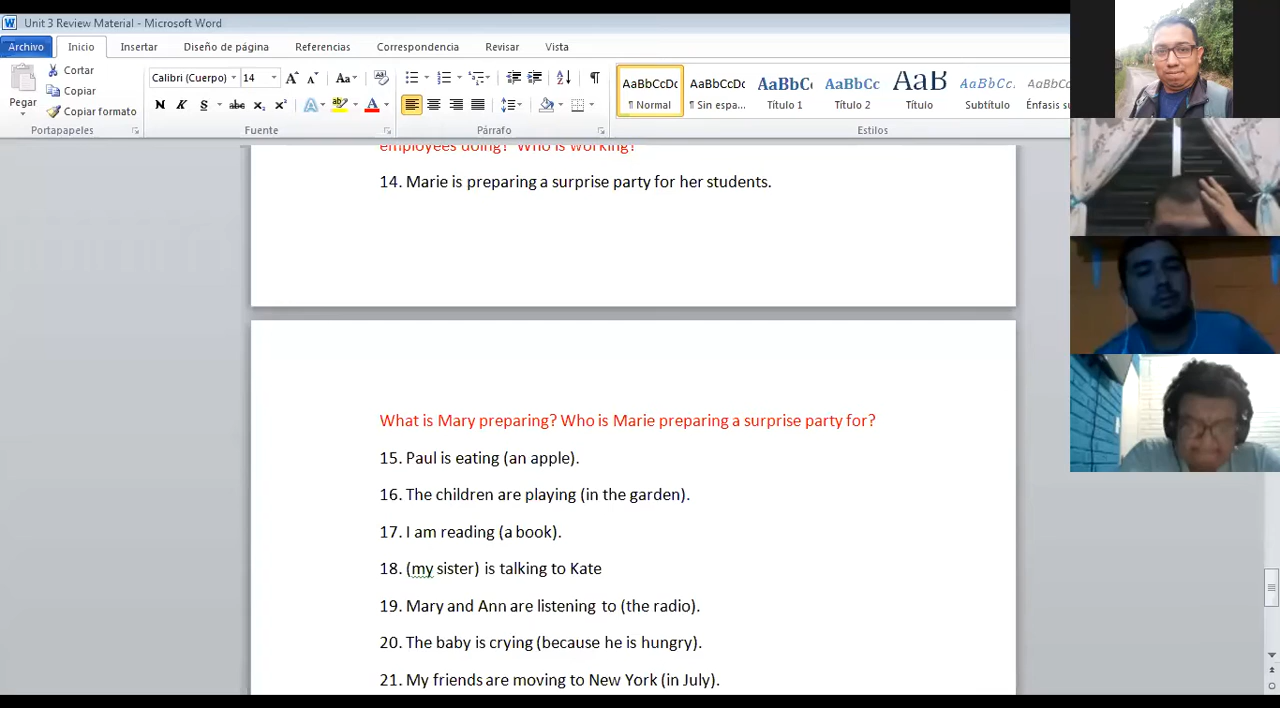 Unit 3 Review Material - Microsoft Word
Archivo Inicio Insertar Diseño de página Referencias Correspondencia Revisar Vista
Cortar
Copiar
Copiar formato
Pegar
Calibri (Cuerpo) 14
AaBbCcDc AaBbCcDc AaBbC AaBbCc AaB AaBbCc. AaBbCcD
¶ Normal ¶ Sin espa... Título 1 Título 2 Título Subtítulo Énfasis su
Portapapeles Fuente Párrafo Estilos
employees doing? Who is working?
14. Marie is preparing a surprise party for her students.
What is Mary preparing? Who is Marie preparing a surprise party for?
15. Paul is eating (an apple).
16. The children are playing (in the garden).
17. I am reading (a book).
18. (my sister) is talking to Kate
19. Mary and Ann are listening to (the radio).
20. The baby is crying (because he is hungry).
21. My friends are moving to New York (in July).